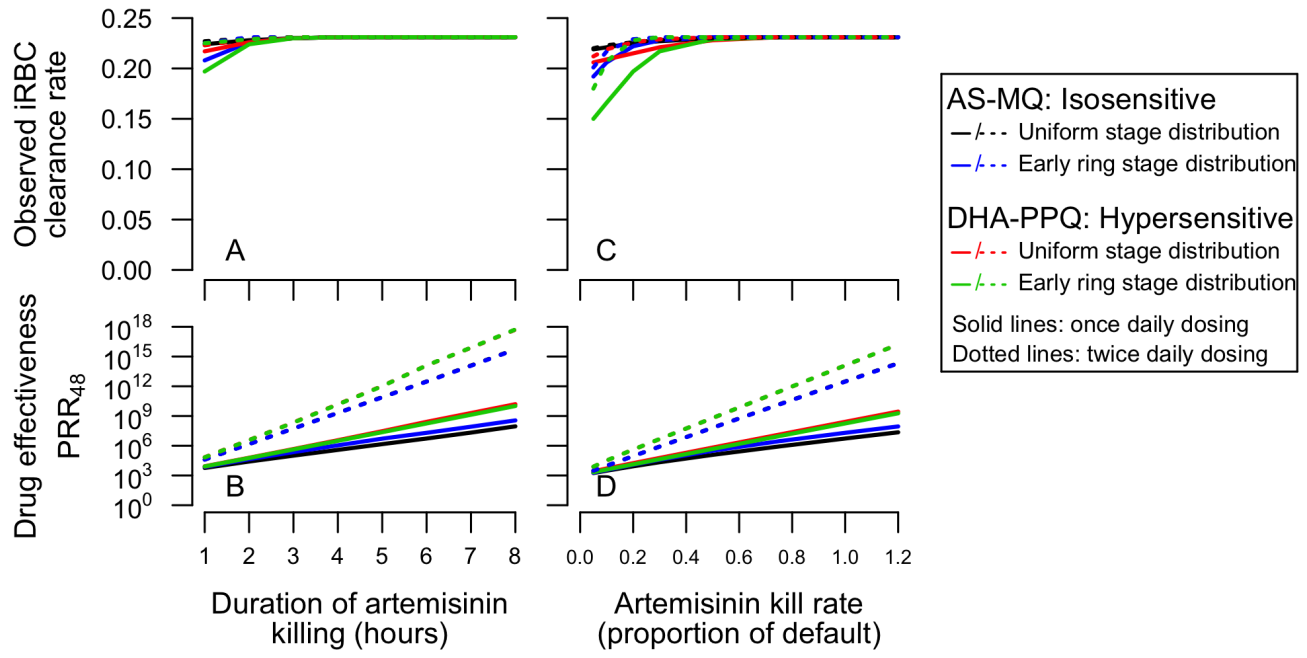 Observed iRBC
clearance rate
0.25
0.20
0.15
0.10
0.05
0.00
A
C
AS-MQ: Isosensitive
Uniform stage distribution
Early ring stage distribution
DHA-PPQ: Hypersensitive
Uniform stage distribution
Early ring stage distribution
Solid lines: once daily dosing
Dotted lines: twice daily dosing
Drug effectiveness
PRR48
10^18
10^15
10^12
10^9
10^6
10^3
10^0
B
D
1 2 3 4 5 6 7 8
0.0 0.2 0.4 0.6 0.8 1.0 1.2
Duration of artemisinin
killing (hours)
Artemisinin kill rate
(proportion of default)